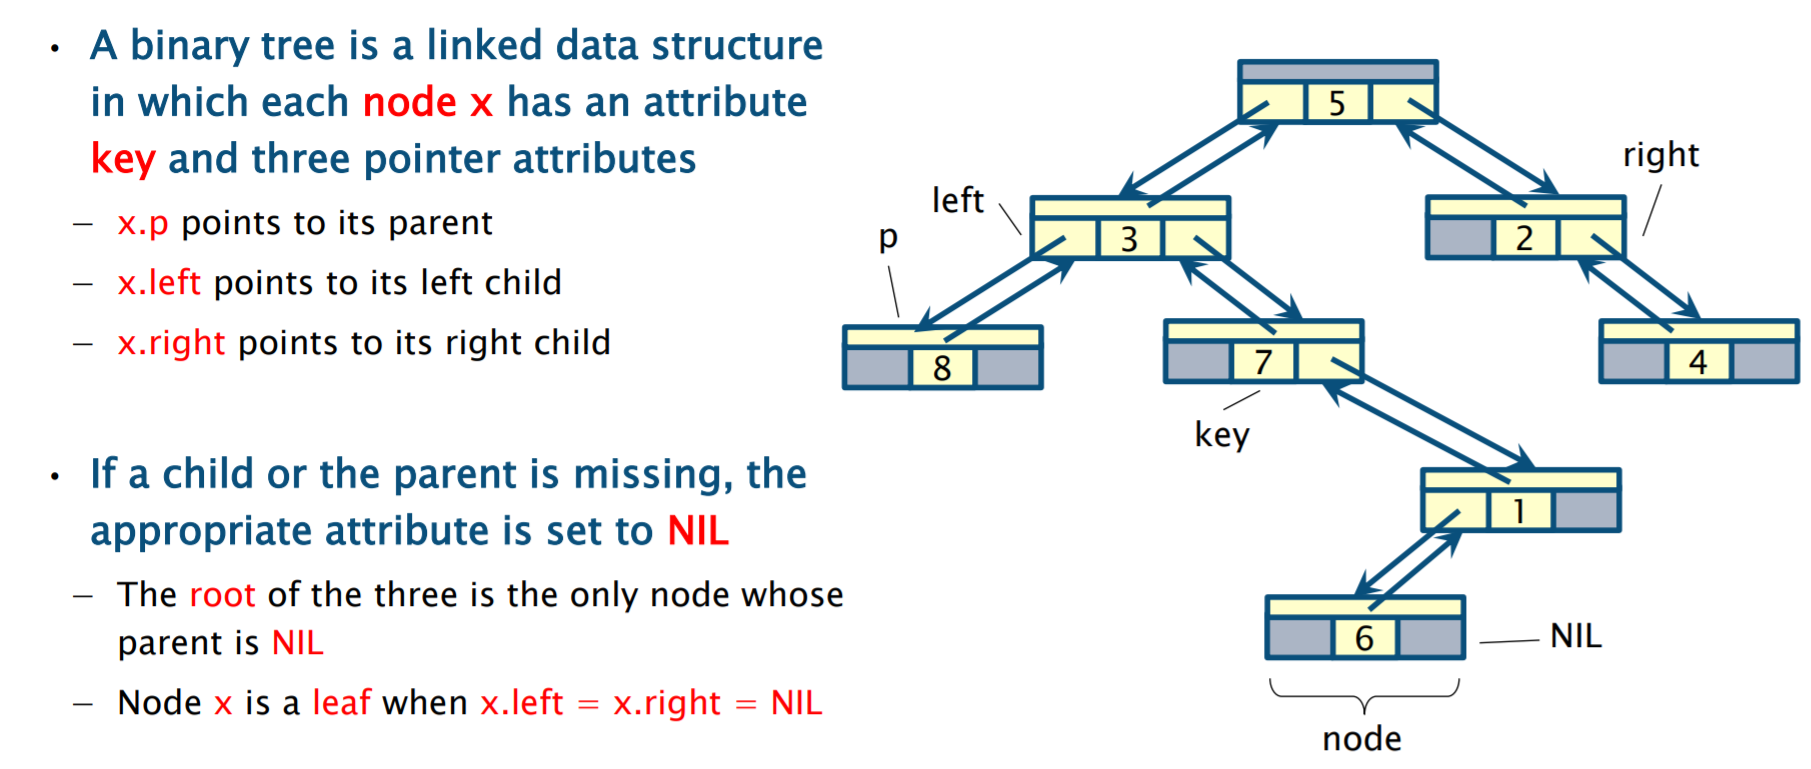 • A binary tree is a linked data structure
in which each node x has an attribute
key and three pointer attributes
– x.p points to its parent
– x.left points to its left child
– x.right points to its right child
• If a child or the parent is missing, the
appropriate attribute is set to NIL
– The root of the three is the only node whose
parent is NIL
– Node x is a leaf when x.left = x.right = NIL
5
right
left
3
2
p
8
7
4
key
1
6
NIL
node